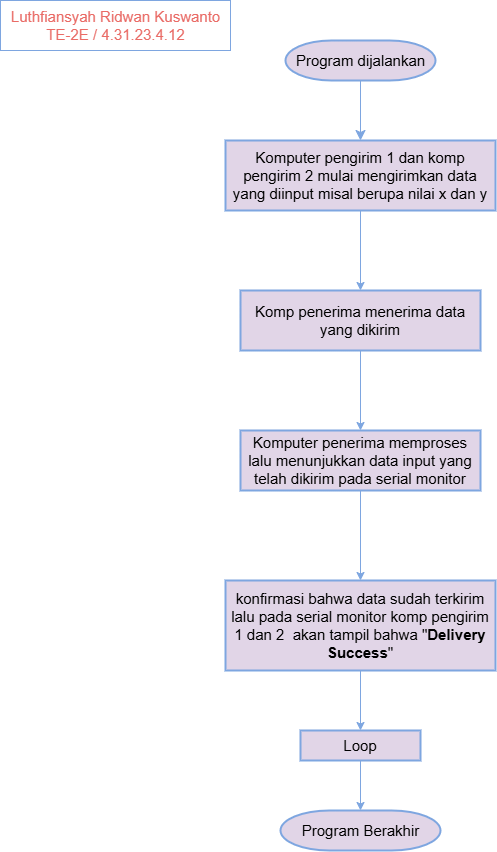 Luthfiansyah Ridwan Kuswanto
TE-2E / 4.31.23.4.12
Program dijalankan
Komputer pengirim 1 dan komp
pengirim 2 mulai mengirimkan data
yang diinput misal berupa nilai x dan y
Komp penerima menerima data
yang dikirim
Komputer penerima memproses
lalu menunjukkan data input yang
telah dikirim pada serial monitor
konfirmasi bahwa data sudah terkirim
lalu pada serial monitor komp pengirim
1 dan 2 akan tampil bahwa "Delivery
Success"
Loop
Program Berakhir